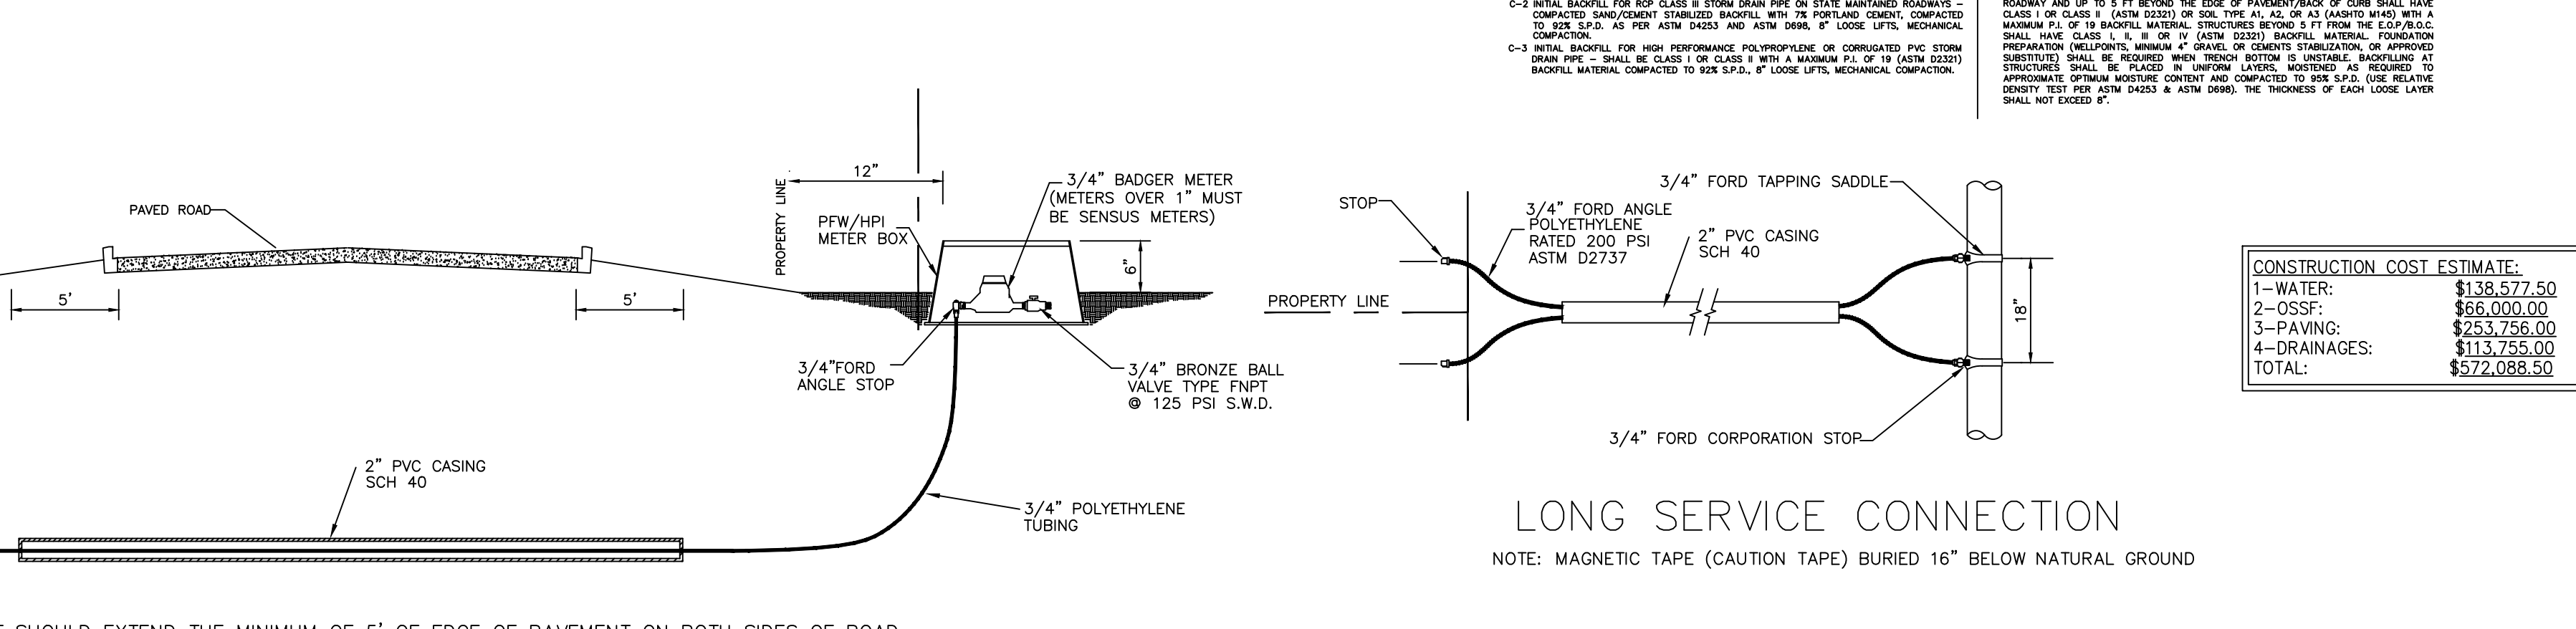 C-2 INITIAL BACKFILL FOR RCP CLASS III STORM DRAIN PIPE ON STATE MAINTAINED ROADWAYS –
COMPACTED SAND/CEMENT STABILIZED BACKFILL WITH 7% PORTLAND CEMENT, COMPACTED
TO 92% S.P.D. AS PER ASTM D4253 AND ASTM D698, 8" LOOSE LIFTS, MECHANICAL
COMPACTION.
C-3 INITIAL BACKFILL FOR HIGH PERFORMANCE POLYPROPYLENE OR CORRUGATED PVC STORM
DRAIN PIPE – SHALL BE CLASS I OR CLASS II WITH A MAXIMUM P.I. OF 19 (ASTM D2321)
BACKFILL MATERIAL COMPACTED TO 92% S.P.D., 8" LOOSE LIFTS, MECHANICAL COMPACTION.
ROADWAY AND UP TO 5 FT BEYOND THE EDGE OF PAVEMENT/BACK OF CURB SHALL HAVE
CLASS I OR CLASS II (ASTM D2321) OR SOIL TYPE A1, A2, OR A3 (AASHTO M145) WITH A
MAXIMUM P.I. OF 19 BACKFILL MATERIAL. STRUCTURES BEYOND 5 FT FROM THE E.O.P/B.O.C.
SHALL HAVE CLASS I, II, III OR IV (ASTM D2321) BACKFILL MATERIAL. FOUNDATION
PREPARATION (WELLPOINTS, MINIMUM 4" GRAVEL OR CEMENTS STABILIZATION, OR APPROVED
SUBSTITUTE) SHALL BE REQUIRED WHEN TRENCH BOTTOM IS UNSTABLE. BACKFILLING AT
STRUCTURES SHALL BE PLACED IN UNIFORM LAYERS, MOISTENED AS REQUIRED TO
APPROXIMATE OPTIMUM MOISTURE CONTENT AND COMPACTED TO 95% S.P.D. (USE RELATIVE
DENSITY TEST PER ASTM D4253 & ASTM D698). THE THICKNESS OF EACH LOOSE LAYER
SHALL NOT EXCEED 8".
PAVED ROAD
5'
5'
PROPERTY LINE
12"
PFW/HPI
METER BOX
3/4" BADGER METER
(METERS OVER 1" MUST
BE SENSUS METERS)
6"
3/4"FORD
ANGLE STOP
3/4" BRONZE BALL
VALVE TYPE FNPT
@ 125 PSI S.W.D.
2" PVC CASING
SCH 40
3/4" POLYETHYLENE
TUBING
STOP
3/4" FORD ANGLE
POLYETHYLENE
RATED 200 PSI
ASTM D2737
2" PVC CASING
SCH 40
3/4" FORD TAPPING SADDLE
PROPERTY LINE
18"
3/4" FORD CORPORATION STOP
LONG SERVICE CONNECTION
NOTE: MAGNETIC TAPE (CAUTION TAPE) BURIED 16" BELOW NATURAL GROUND
CONSTRUCTION COST ESTIMATE:
1-WATER: $138,577.50
2-OSSF: $66,000.00
3-PAVING: $253,756.00
4-DRAINAGES: $113,755.00
TOTAL: $572,088.50
SHOULD EXTEND THE MINIMUM OF 5' OF EDGE OF PAVEMENT ON BOTH SIDES OF ROAD